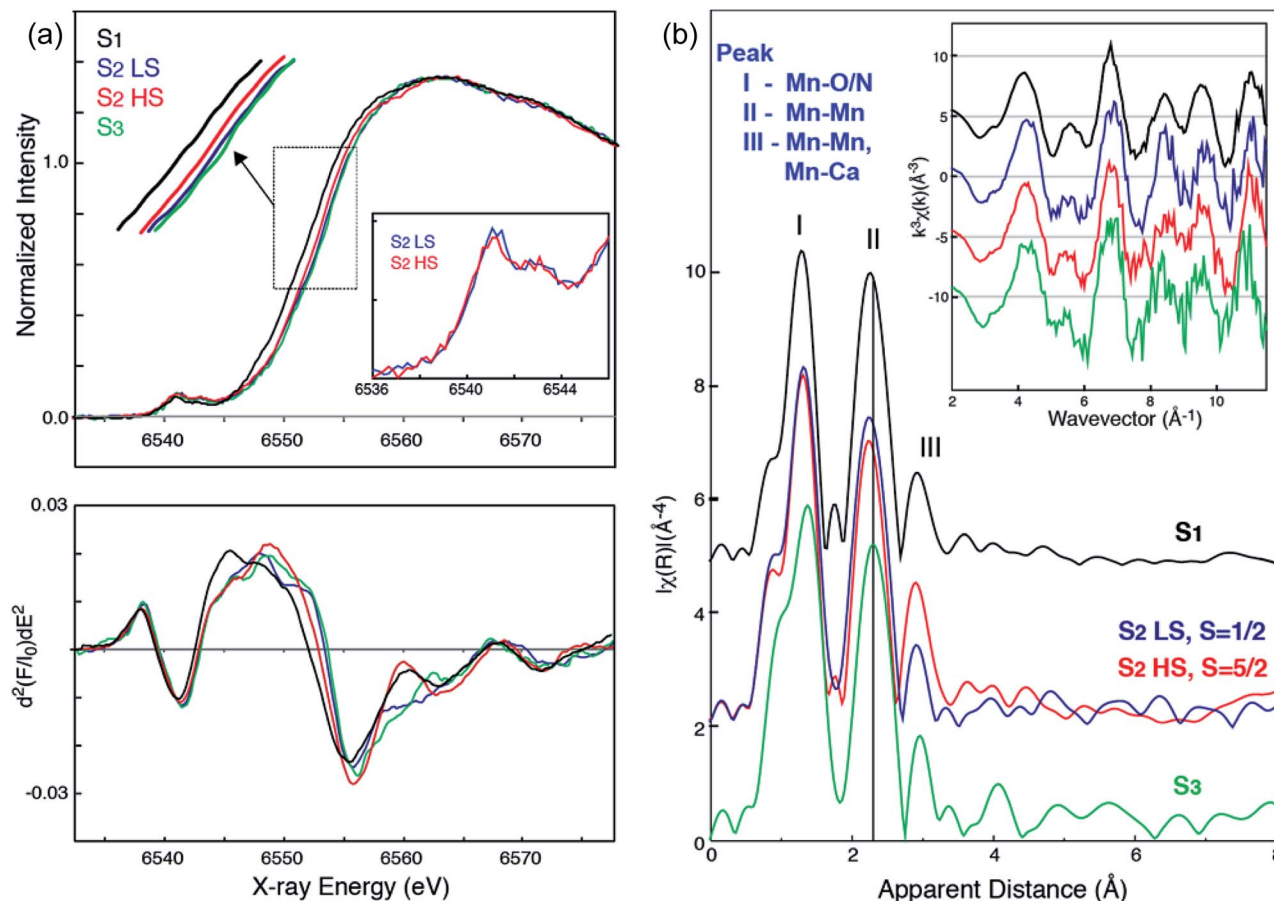 (a)
S1
S2 LS
S2 HS
S3
Normalized Intensity
1.0
0.0
S2 LS
S2 HS
6536
6540
6544
6540
6550
6560
6570
0.03
-0.03
d²(F/I₀)dE²
6540
6550
6560
6570
X-ray Energy (eV)
(b)
Peak
I - Mn-O/N
II - Mn-Mn
III - Mn-Mn,
Mn-Ca
I
II
III
10
8
6
4
2
0
|χ(R)|(Å-4)
S1
S2 LS, S=1/2
S2 HS, S=5/2
S3
0
2
4
6
8
Apparent Distance (Å)
10
5
0
-5
-10
k³χ(k)(Å-3)
2
4
6
8
10
Wavevector (Å-1)